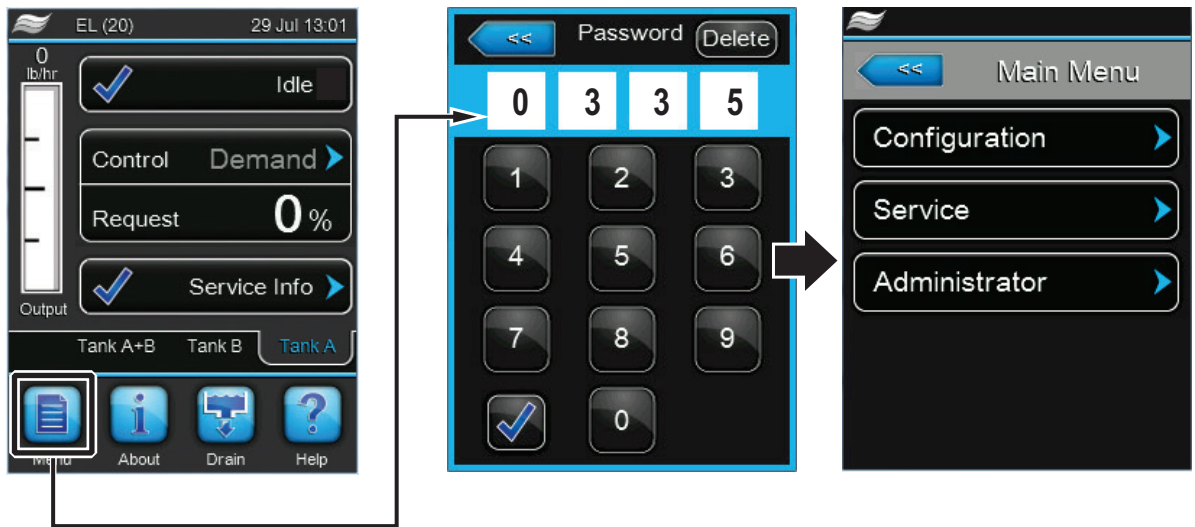 EL (20) 29 Jul 13:01
0
lb/hr
Idle
Control Demand
Request 0 %
Service Info
Output
Tank A+B Tank B Tank A
Menu About Drain Help
<< Password Delete
0 3 3 5
1 2 3
4 5 6
7 8 9
0
<< Main Menu
Configuration
Service
Administrator